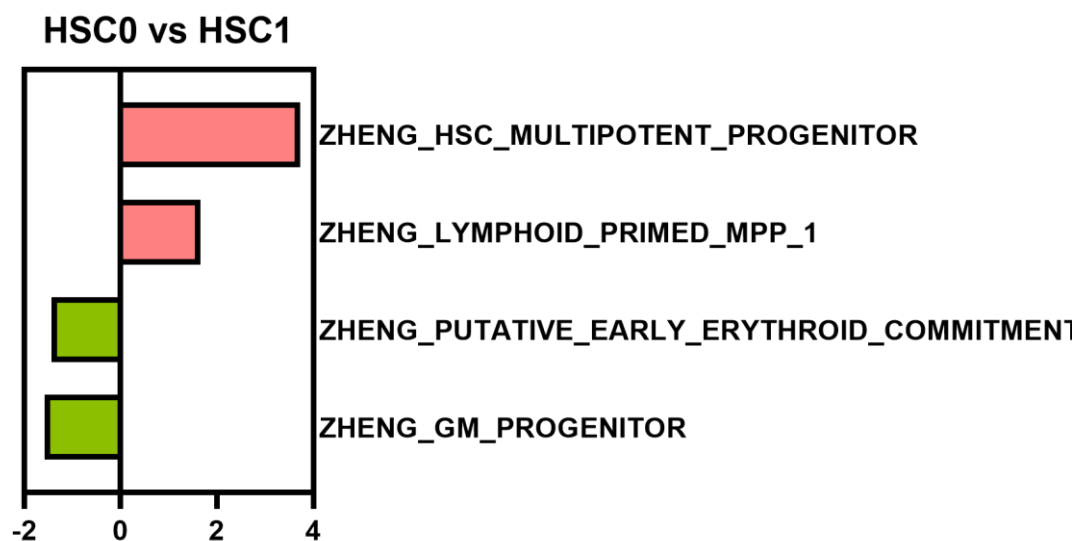 HSC0 vs HSC1
ZHENG_HSC_MULTIPOTENT_PROGENITOR
ZHENG_LYMPHOID_PRIMED_MPP_1
ZHENG_PUTATIVE_EARLY_ERYTHROID_COMMITMENT
ZHENG_GM_PROGENITOR
-2 0 2 4